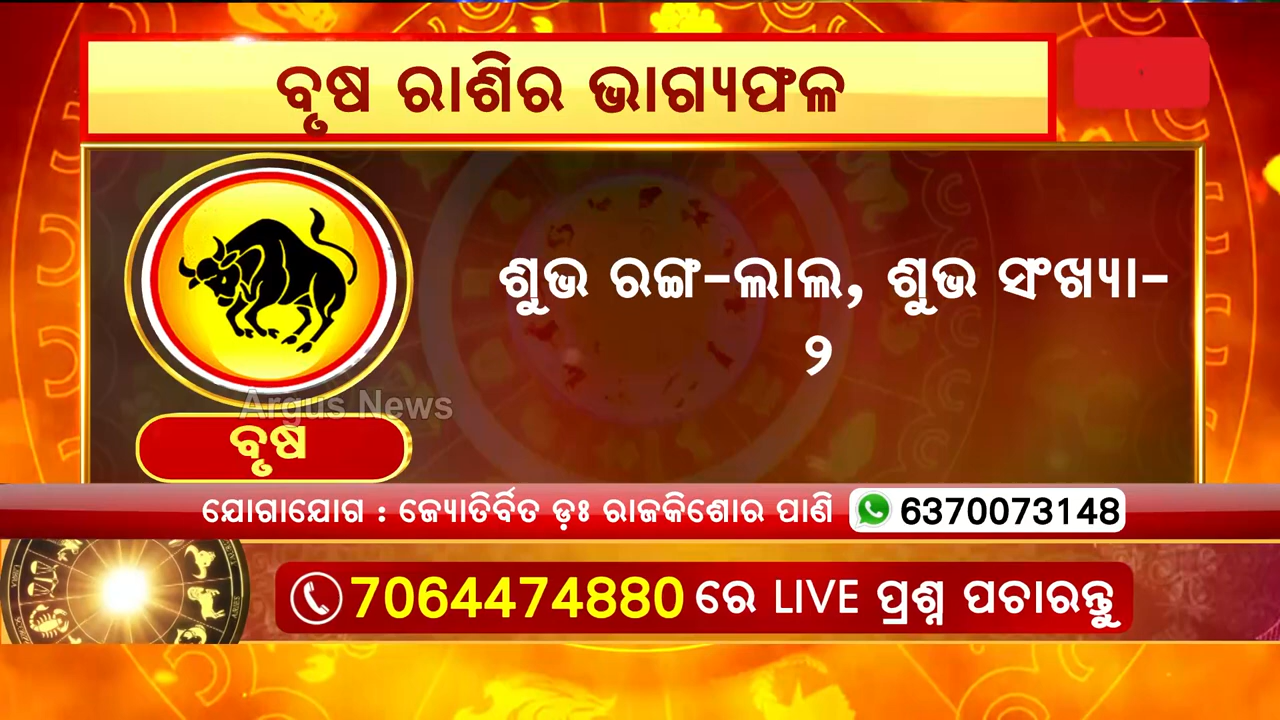 ବୃଷ ରାଶିର ଭାଗ୍ୟଫଳ
ଶୁଭ ରଙ୍ଗ-ଲାଲ, ଶୁଭ ସଂଖ୍ୟା-
୨
Argus News
ବୃଷ
ଯୋଗାଯୋଗ : ଜ୍ୟୋତିର୍ବିତ ଡ଼ଃ ରାଜକିଶୋର ପାଣି 6370073148
7064474880 ରେ LIVE ପ୍ରଶ୍ନ ପଚାରନ୍ତୁ